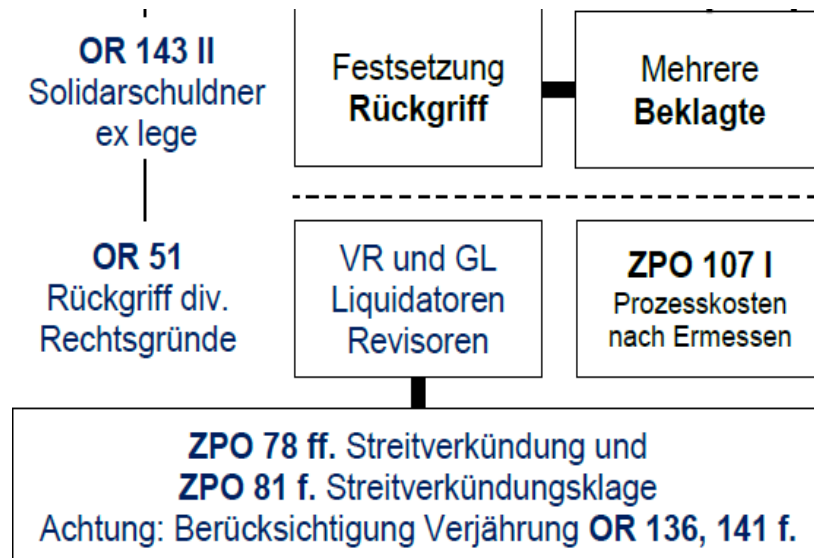 OR 143 II
Solidarschuldner
ex lege
Festsetzung
Rückgriff
Mehrere
Beklagte
OR 51
Rückgriff div.
Rechtsgründe
VR und GL
Liquidatoren
Revisoren
ZPO 107 I
Prozesskosten
nach Ermessen
ZPO 78 ff. Streitverkündung und
ZPO 81 f. Streitverkündungsklage
Achtung: Berücksichtigung Verjährung OR 136, 141 f.